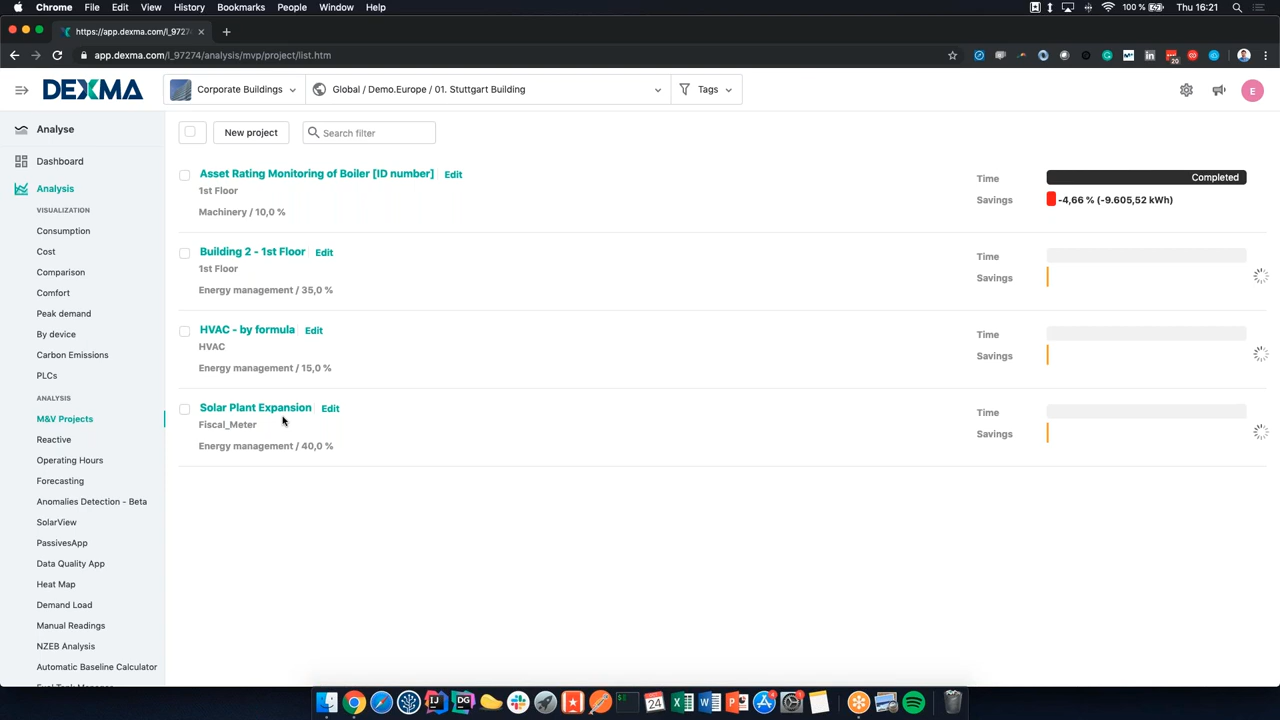 Chrome File Edit View History Bookmarks People Window Help 100 % Thu 16:21
https://app.dexma.com/l_9727
app.dexma.com/l_97274/analysis/mvp/project/list.htm
20
DEXMA Corporate Buildings Global / Demo.Europe / 01. Stuttgart Building Tags E
Analyse
Dashboard
Analysis
VISUALIZATION
Consumption
Cost
Comparison
Comfort
Peak demand
By device
Carbon Emissions
PLCs
ANALYSIS
M&V Projects
Reactive
Operating Hours
Forecasting
Anomalies Detection - Beta
SolarView
PassivesApp
Data Quality App
Heat Map
Demand Load
Manual Readings
NZEB Analysis
Automatic Baseline Calculator
New project Search filter
Asset Rating Monitoring of Boiler [ID number] Edit
1st Floor
Machinery / 10,0 %
Time Completed
Savings -4,66 % (-9.605,52 kWh)
Building 2 - 1st Floor Edit
1st Floor
Energy management / 35,0 %
Time
Savings
HVAC - by formula Edit
HVAC
Energy management / 15,0 %
Time
Savings
Solar Plant Expansion Edit
Fiscal_Meter
Energy management / 40,0 %
Time
Savings
24